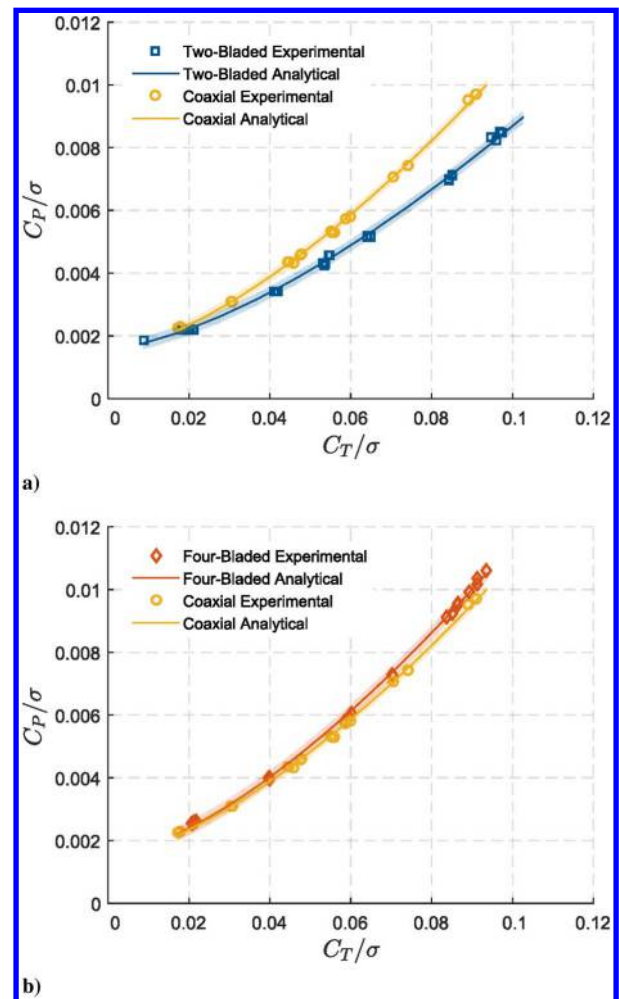 0.012
Two-Bladed Experimental
Two-Bladed Analytical
Coaxial Experimental
Coaxial Analytical
0.01
0.008
0.006
0.004
0.002
0
C_P/σ
0 0.02 0.04 0.06 0.08 0.1 0.12
C_T/σ
a)
0.012
Four-Bladed Experimental
Four-Bladed Analytical
Coaxial Experimental
Coaxial Analytical
0.01
0.008
0.006
0.004
0.002
0
C_P/σ
0 0.02 0.04 0.06 0.08 0.1 0.12
C_T/σ
b)